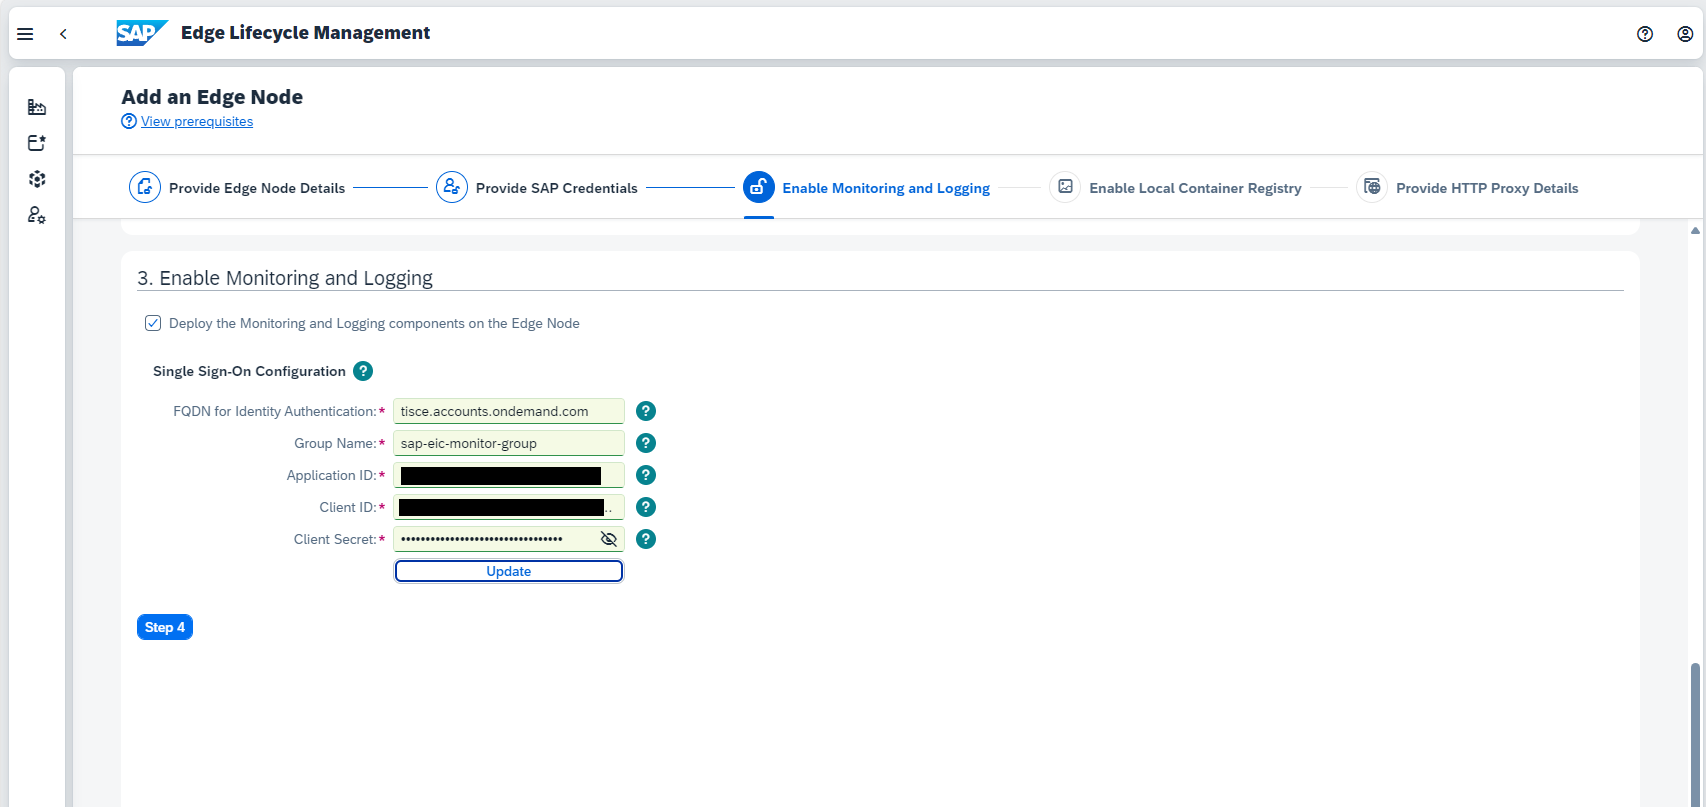 SAP Edge Lifecycle Management
Add an Edge Node
View prerequisites
Provide Edge Node Details Provide SAP Credentials Enable Monitoring and Logging Enable Local Container Registry Provide HTTP Proxy Details
3. Enable Monitoring and Logging
Deploy the Monitoring and Logging components on the Edge Node
Single Sign-On Configuration ?
FQDN for Identity Authentication:* tisce.accounts.ondemand.com ?
Group Name:* sap-eic-monitor-group ?
Application ID:* ?
Client ID:* .. ?
Client Secret:* ••••••••••••••••••••••••••••••••• ?
Update
Step 4